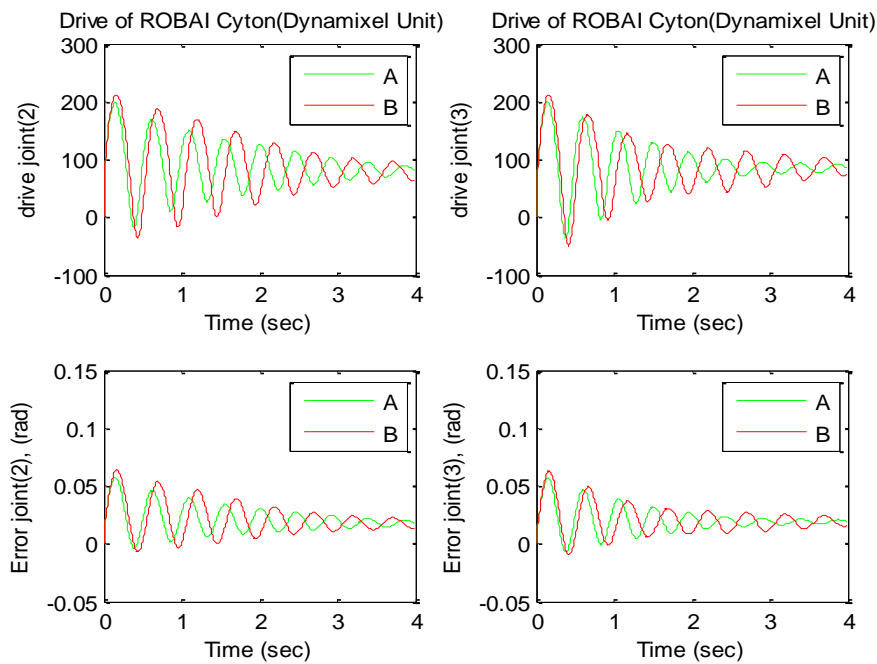 Drive of ROBAI Cyton(Dynamixel Unit)
300
200
100
0
-100
drive joint(2)
A
B
0
1
2
3
4
Time (sec)
Drive of ROBAI Cyton(Dynamixel Unit)
300
200
100
0
-100
drive joint(3)
A
B
0
1
2
3
4
Time (sec)
0.15
0.1
0.05
0
-0.05
Error joint(2), (rad)
A
B
0
1
2
3
4
Time (sec)
0.15
0.1
0.05
0
-0.05
Error joint(3), (rad)
A
B
0
1
2
3
4
Time (sec)